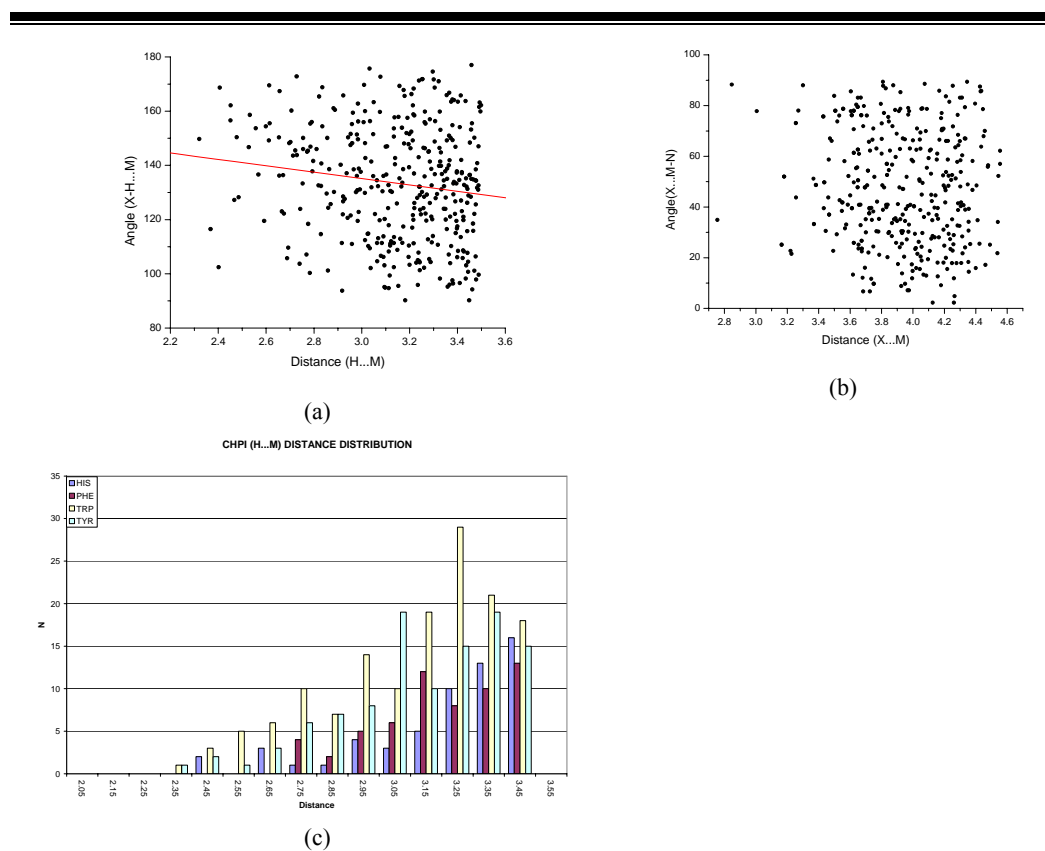 180
160
140
120
100
80
Angle (X-H...M)
2.2 2.4 2.6 2.8 3.0 3.2 3.4 3.6
Distance (H...M)
(a)
100
80
60
40
20
0
Angle(X...M-N)
2.8 3.0 3.2 3.4 3.6 3.8 4.0 4.2 4.4 4.6
Distance (X...M)
(b)
CHPI (H...M) DISTANCE DISTRIBUTION
35
30
25
20
15
10
5
0
N
HIS
PHE
TRP
TYR
2.05 2.15 2.25 2.35 2.45 2.55 2.65 2.75 2.85 2.95 3.05 3.15 3.25 3.35 3.45 3.55
Distance
(c)